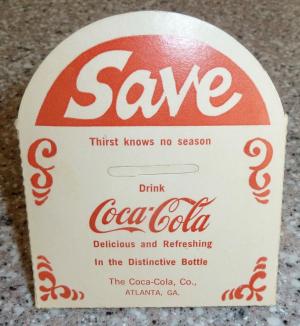 Save
Thirst knows no season
Drink
Coca-Cola
Delicious and Refreshing
In the Distinctive Bottle
The Coca-Cola, Co.,
ATLANTA, GA.